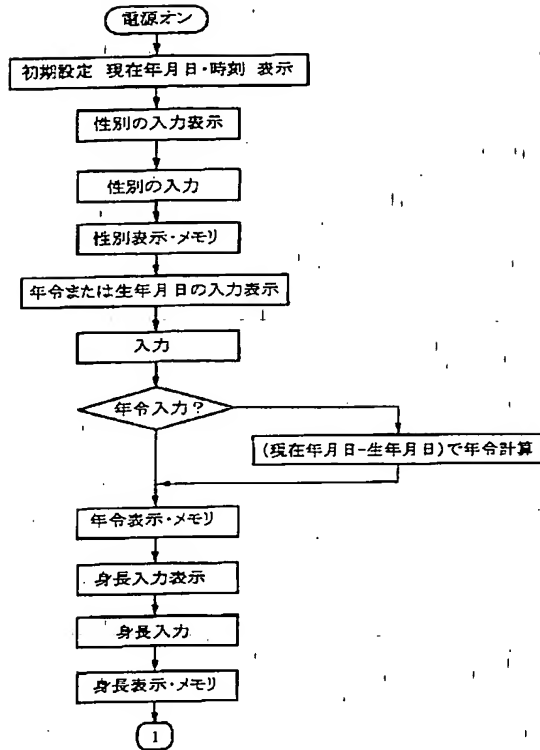 電源オン
初期設定 現在年月日・時刻 表示
性別の入力表示
性別の入力
性別表示・メモリ
年令または生年月日の入力表示
入力
年令入力?
(現在年月日-生年月日)で年令計算
年令表示・メモリ
身長入力表示
身長入力
身長表示・メモリ
1